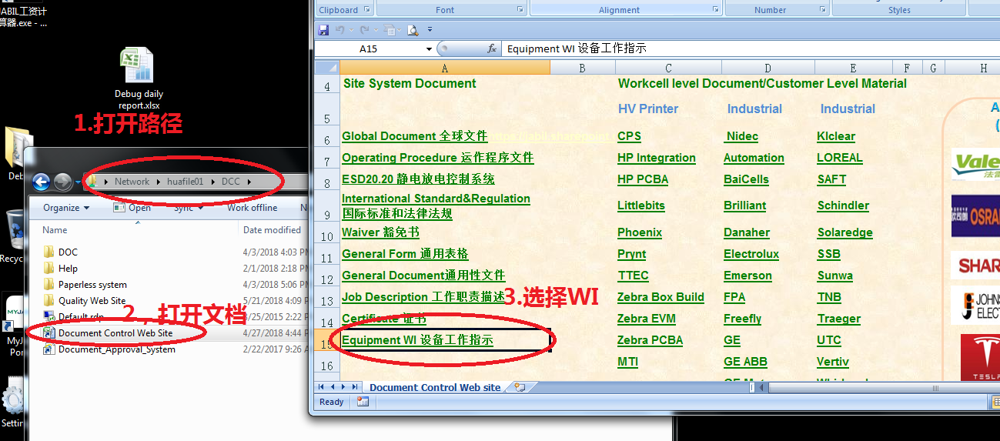 JABIL工资计
算器.exe - ...
Debug daily
report.xlsx
1.打开路径
Network
huafile01
DCC
Organize
Open
Sync
Work offline
Name
Date modified
DOC
4/3/2018 4:03 PM
Help
2/1/2018 2:18 PM
Paperless system
4/3/2018 5:06 PM
Quality Web Site
5/21/2018 4:09
Default.rdp
/25/2015 2:22
2，打开文档
Document Control Web Site
4/27/2018 4:44
Document_Approval_System
2/22/2017 9:26 A
Deb
Recyc
MyJ
Por
Settin
Clipboard
Font
Alignment
Number
Styles
A15
fx
Equipment WI 设备工作指示
A B C D E F G H
4 Site System Document Workcell level Document/Customer Level Material
5 HV Printer Industrial Industrial
6 Global Document 全球文件 CPS Nidec Klclear
7 Operating Procedure 运作程序文件 HP Integration Automation LOREAL
8 ESD20.20 静电放电控制系统 HP PCBA BaiCells SAFT
International Standard&Regulation
9 国际标准和法律法规 Littlebits Brilliant Schindler
10 Waiver 豁免书 Phoenix Danaher Solaredge
11 General Form 通用表格 Prynt Electrolux SSB
12 General Document通用性文件 TTEC Emerson Sunwa
13 Job Description 工作职责描述 Zebra Box Build FPA TNB
3.选择WI
14 Certificate 证书 Zebra EVM Freefly Traeger
15 Equipment WI 设备工作指示 Zebra PCBA GE UTC
16 MTI GE ABB Vertiv
Vale
OSRA
SHAR
JOHNS
ELECT
TESL
Document Control Web site
Ready